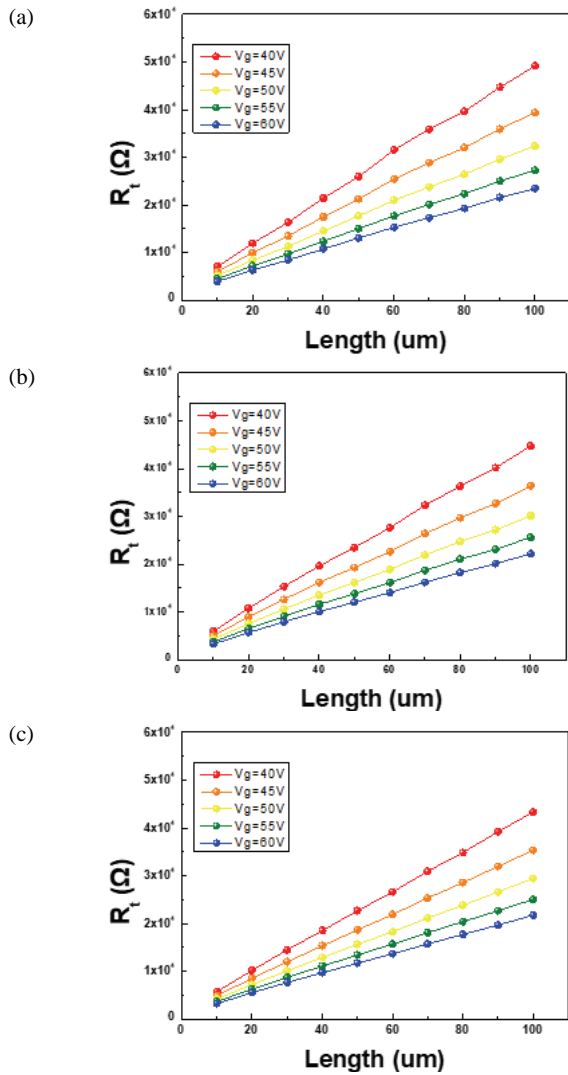 (a)
6x10⁴
5x10⁴
4x10⁴
3x10⁴
2x10⁴
1x10⁴
0
Rt (Ω)
Vg=40V
Vg=45V
Vg=50V
Vg=55V
Vg=60V
0 20 40 60 80 100
Length (um)
(b)
6x10⁴
5x10⁴
4x10⁴
3x10⁴
2x10⁴
1x10⁴
0
Rt (Ω)
Vg=40V
Vg=45V
Vg=50V
Vg=55V
Vg=60V
0 20 40 60 80 100
Length (um)
(c)
6x10⁴
5x10⁴
4x10⁴
3x10⁴
2x10⁴
1x10⁴
0
Rt (Ω)
Vg=40V
Vg=45V
Vg=50V
Vg=55V
Vg=60V
0 20 40 60 80 100
Length (um)